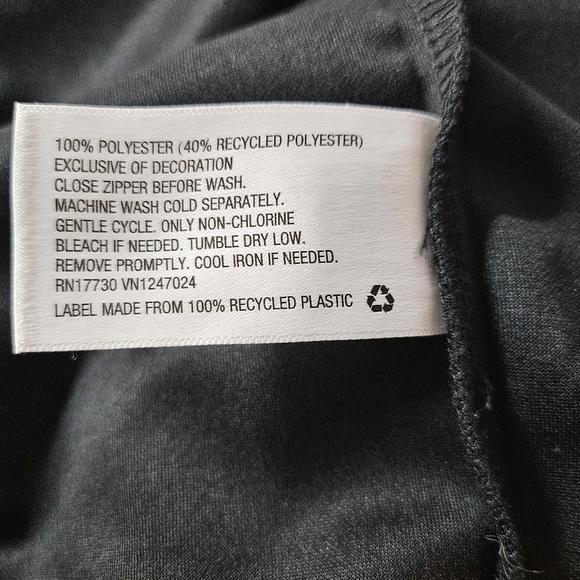 100% POLYESTER (40% RECYCLED POLYESTER)
EXCLUSIVE OF DECORATION
CLOSE ZIPPER BEFORE WASH.
MACHINE WASH COLD SEPARATELY.
GENTLE CYCLE. ONLY NON-CHLORINE
BLEACH IF NEEDED. TUMBLE DRY LOW.
REMOVE PROMPTLY. COOL IRON IF NEEDED.
RN17730 VN1247024
LABEL MADE FROM 100% RECYCLED PLASTIC